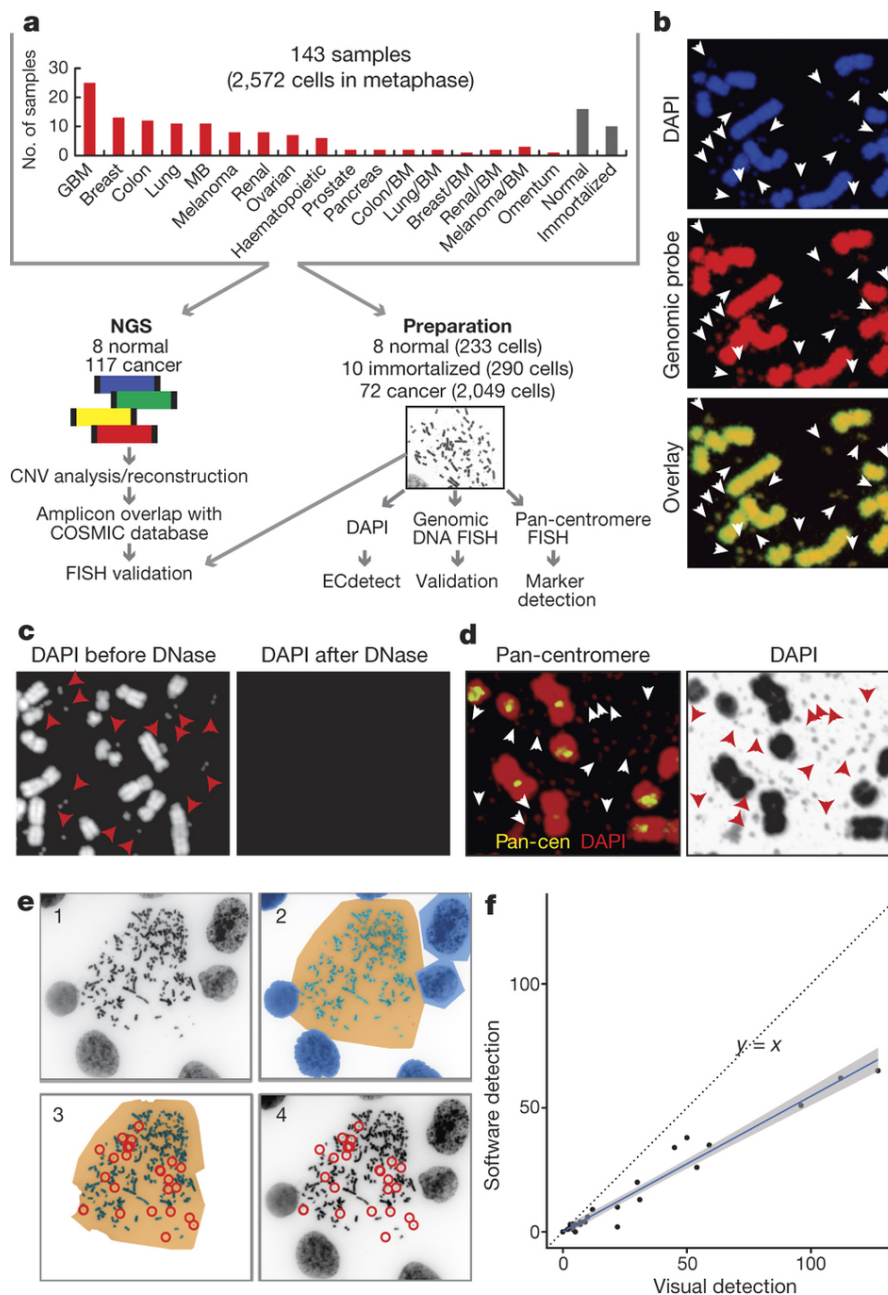 a
143 samples
(2,572 cells in metaphase)
No. of samples
30
20
10
0
GBM
Breast
Colon
Lung
MB
Melanoma
Renal
Ovarian
Haematopoietic
Prostate
Pancreas
Colon/BM
Lung/BM
Breast/BM
Renal/BM
Melanoma/BM
Omentum
Normal
Immortalized
NGS
8 normal
117 cancer
CNV analysis/reconstruction
Amplicon overlap with
COSMIC database
FISH validation
Preparation
8 normal (233 cells)
10 immortalized (290 cells)
72 cancer (2,049 cells)
DAPI
ECdetect
Genomic
DNA FISH
Validation
Pan-centromere
FISH
Marker
detection
b
DAPI
Genomic probe
Overlay
c
DAPI before DNase
DAPI after DNase
d
Pan-centromere
DAPI
Pan-cen DAPI
e
1
2
3
4
f
Software detection
100
50
0
y = x
0
50
100
Visual detection